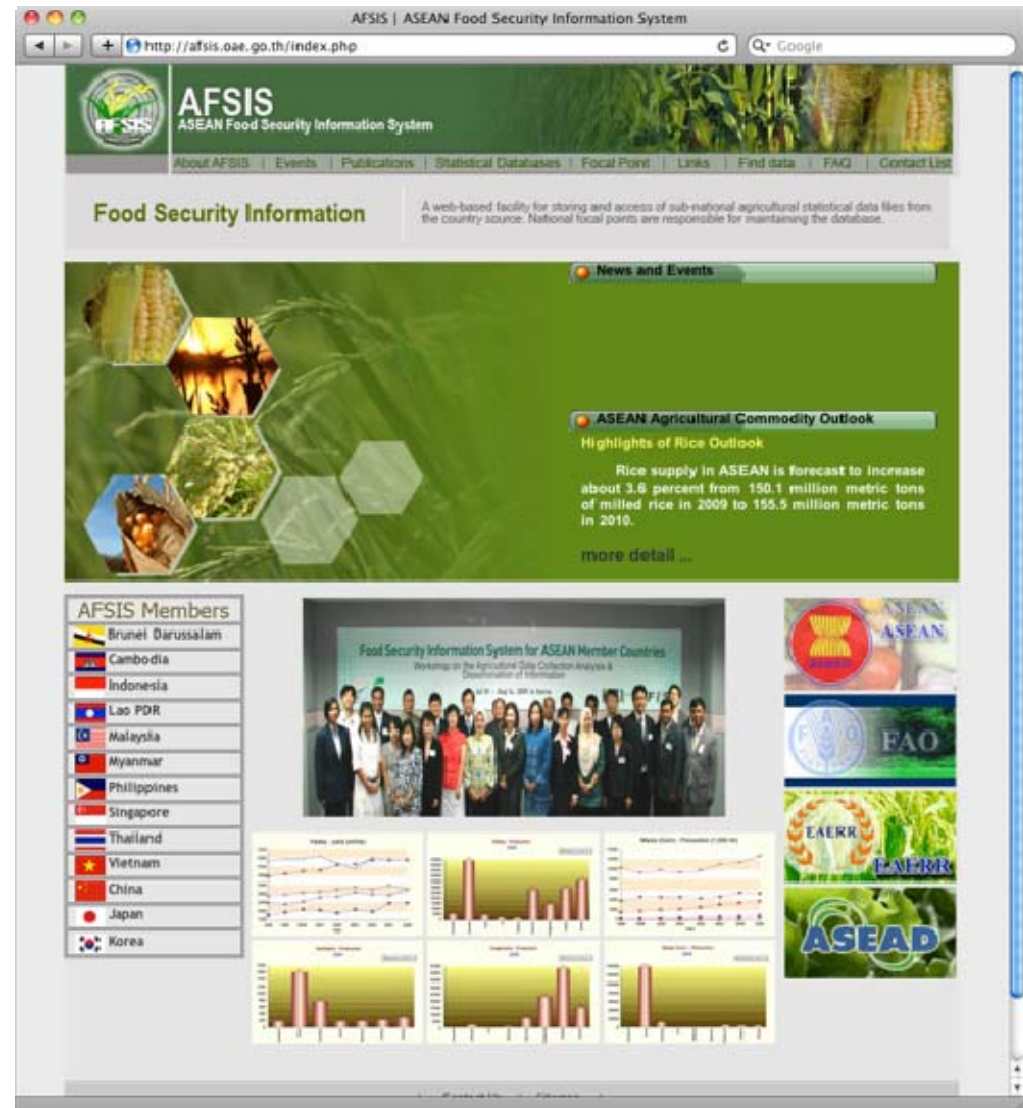 AFSIS | ASEAN Food Security Information System
http://afsis.oae.go.th/index.php
Google
AFSIS
AFSIS
ASEAN Food Security Information System
About AFSIS | Events | Publications | Statistical Databases | Focal Point | Links | Find data | FAQ | Contact List
Food Security Information
A web-based facility for storing and access of sub-national agricultural statistical data files from
the country source. National focal points are responsible for maintaining the database.
News and Events
ASEAN Agricultural Commodity Outlook
Highlights of Rice Outlook
Rice supply in ASEAN is forecast to increase
about 3.6 percent from 150.1 million metric tons
of milled rice in 2009 to 155.5 million metric tons
in 2010.
more detail ...
AFSIS Members
Brunei Darussalam
Cambodia
Indonesia
Lao PDR
Malaysia
Myanmar
Philippines
Singapore
Thailand
Vietnam
China
Japan
Korea
Food Security Information System for ASEAN Member Countries
Workshop on the Agricultural Data Collection Analysis &
Dissemination of Information
ASEAN
ASEAN
FAO
FAO
EAERR
EAERR
ASEAD